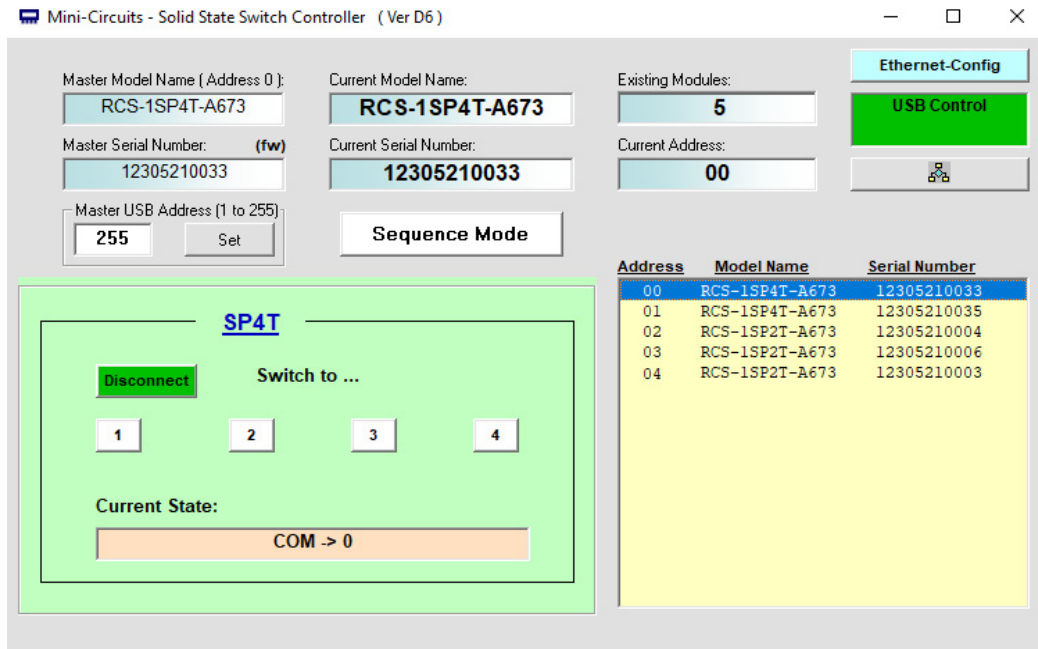 Mini-Circuits - Solid State Switch Controller ( Ver D6 )
Master Model Name ( Address 0 ):
RCS-1SP4T-A673
Current Model Name:
RCS-1SP4T-A673
Existing Modules:
5
Ethernet-Config
USB Control
Master Serial Number: (fw)
12305210033
Current Serial Number:
12305210033
Current Address:
00
Master USB Address (1 to 255)
255 Set
Sequence Mode
SP4T
Disconnect Switch to ...
1 2 3 4
Current State:
COM -> 0
Address Model Name Serial Number
00 RCS-1SP4T-A673 12305210033
01 RCS-1SP4T-A673 12305210035
02 RCS-1SP2T-A673 12305210004
03 RCS-1SP2T-A673 12305210006
04 RCS-1SP2T-A673 12305210003